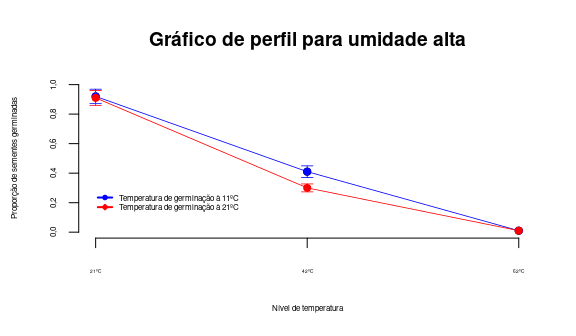 Gráfico de perfil para umidade alta
Proporção de sementes germinadas
1,0
0,8
0,6
0,4
0,2
0,0
Temperatura de germinação à 11ºC
Temperatura de germinação à 21ºC
21ºC
42ºC
62ºC
Nível de temperatura